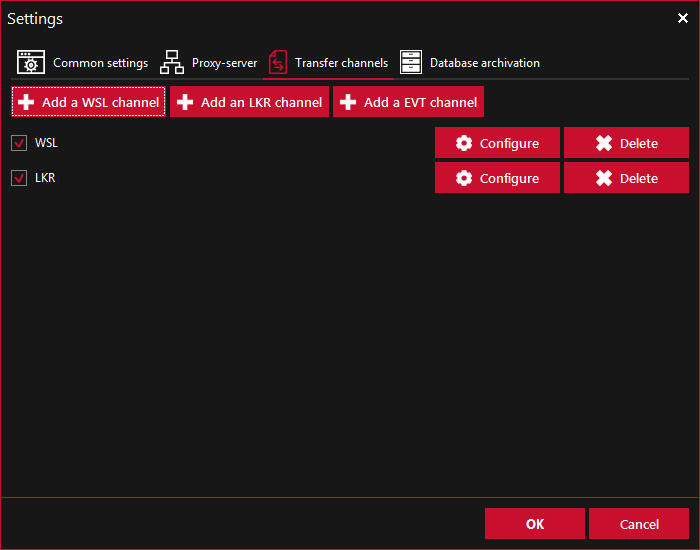 Settings
Common settings Proxy-server Transfer channels Database archivation
Add a WSL channel Add an LKR channel Add a EVT channel
WSL Configure Delete
LKR Configure Delete
OK Cancel